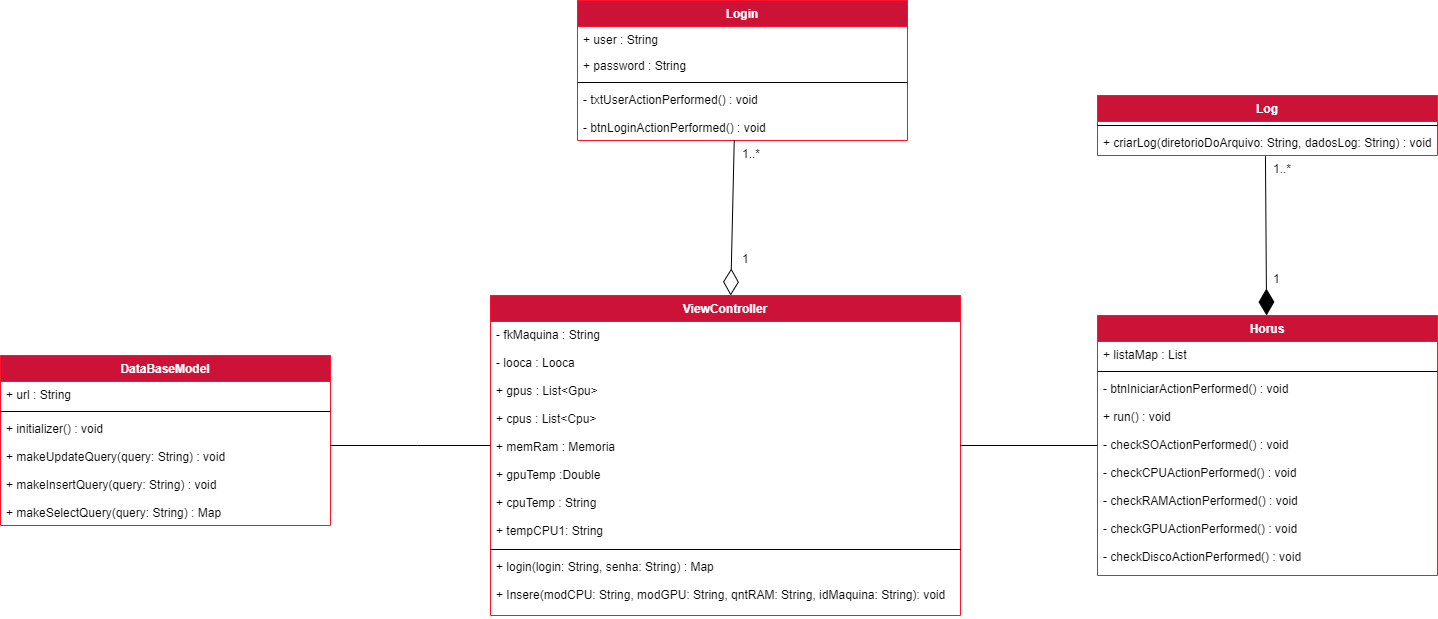 Login
+ user : String
+ password : String
- txtUserActionPerformed() : void
- btnLoginActionPerformed() : void
1..*
1
Log
+ criarLog(diretorioDoArquivo: String, dadosLog: String) : void
1..*
1
DataBaseModel
+ url : String
+ initializer() : void
+ makeUpdateQuery(query: String) : void
+ makeInsertQuery(query: String) : void
+ makeSelectQuery(query: String) : Map
ViewController
- fkMaquina : String
- looca : Looca
+ gpus : List<Gpu>
+ cpus : List<Cpu>
+ memRam : Memoria
+ gpuTemp :Double
+ cpuTemp : String
+ tempCPU1: String
+ login(login: String, senha: String) : Map
+ Insere(modCPU: String, modGPU: String, qntRAM: String, idMaquina: String): void
Horus
+ listaMap : List
- btnIniciarActionPerformed() : void
+ run() : void
- checkSOActionPerformed() : void
- checkCPUActionPerformed() : void
- checkRAMActionPerformed() : void
- checkGPUActionPerformed() : void
- checkDiscoActionPerformed() : void